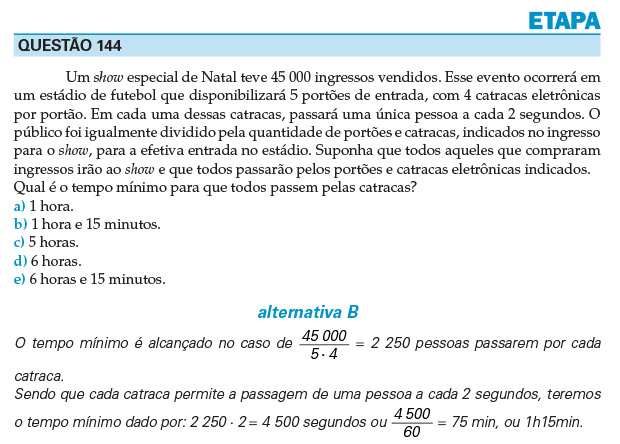 ETAPA
QUESTÃO 144
Um show especial de Natal teve 45 000 ingressos vendidos. Esse evento ocorrerá em
um estádio de futebol que disponibilizará 5 portões de entrada, com 4 catracas eletrônicas
por portão. Em cada uma dessas catracas, passará uma única pessoa a cada 2 segundos. O
público foi igualmente dividido pela quantidade de portões e catracas, indicados no ingresso
para o show, para a efetiva entrada no estádio. Suponha que todos aqueles que compraram
ingressos irão ao show e que todos passarão pelos portões e catracas eletrônicas indicados.
Qual é o tempo mínimo para que todos passem pelas catracas?
a) 1 hora.
b) 1 hora e 15 minutos.
c) 5 horas.
d) 6 horas.
e) 6 horas e 15 minutos.
alternativa B
O tempo mínimo é alcançado no caso de 45 000 / 5 · 4 = 2 250 pessoas passarem por cada
catraca.
Sendo que cada catraca permite a passagem de uma pessoa a cada 2 segundos, teremos
o tempo mínimo dado por: 2 250 · 2 = 4 500 segundos ou 4 500 / 60 = 75 min, ou 1h15min.